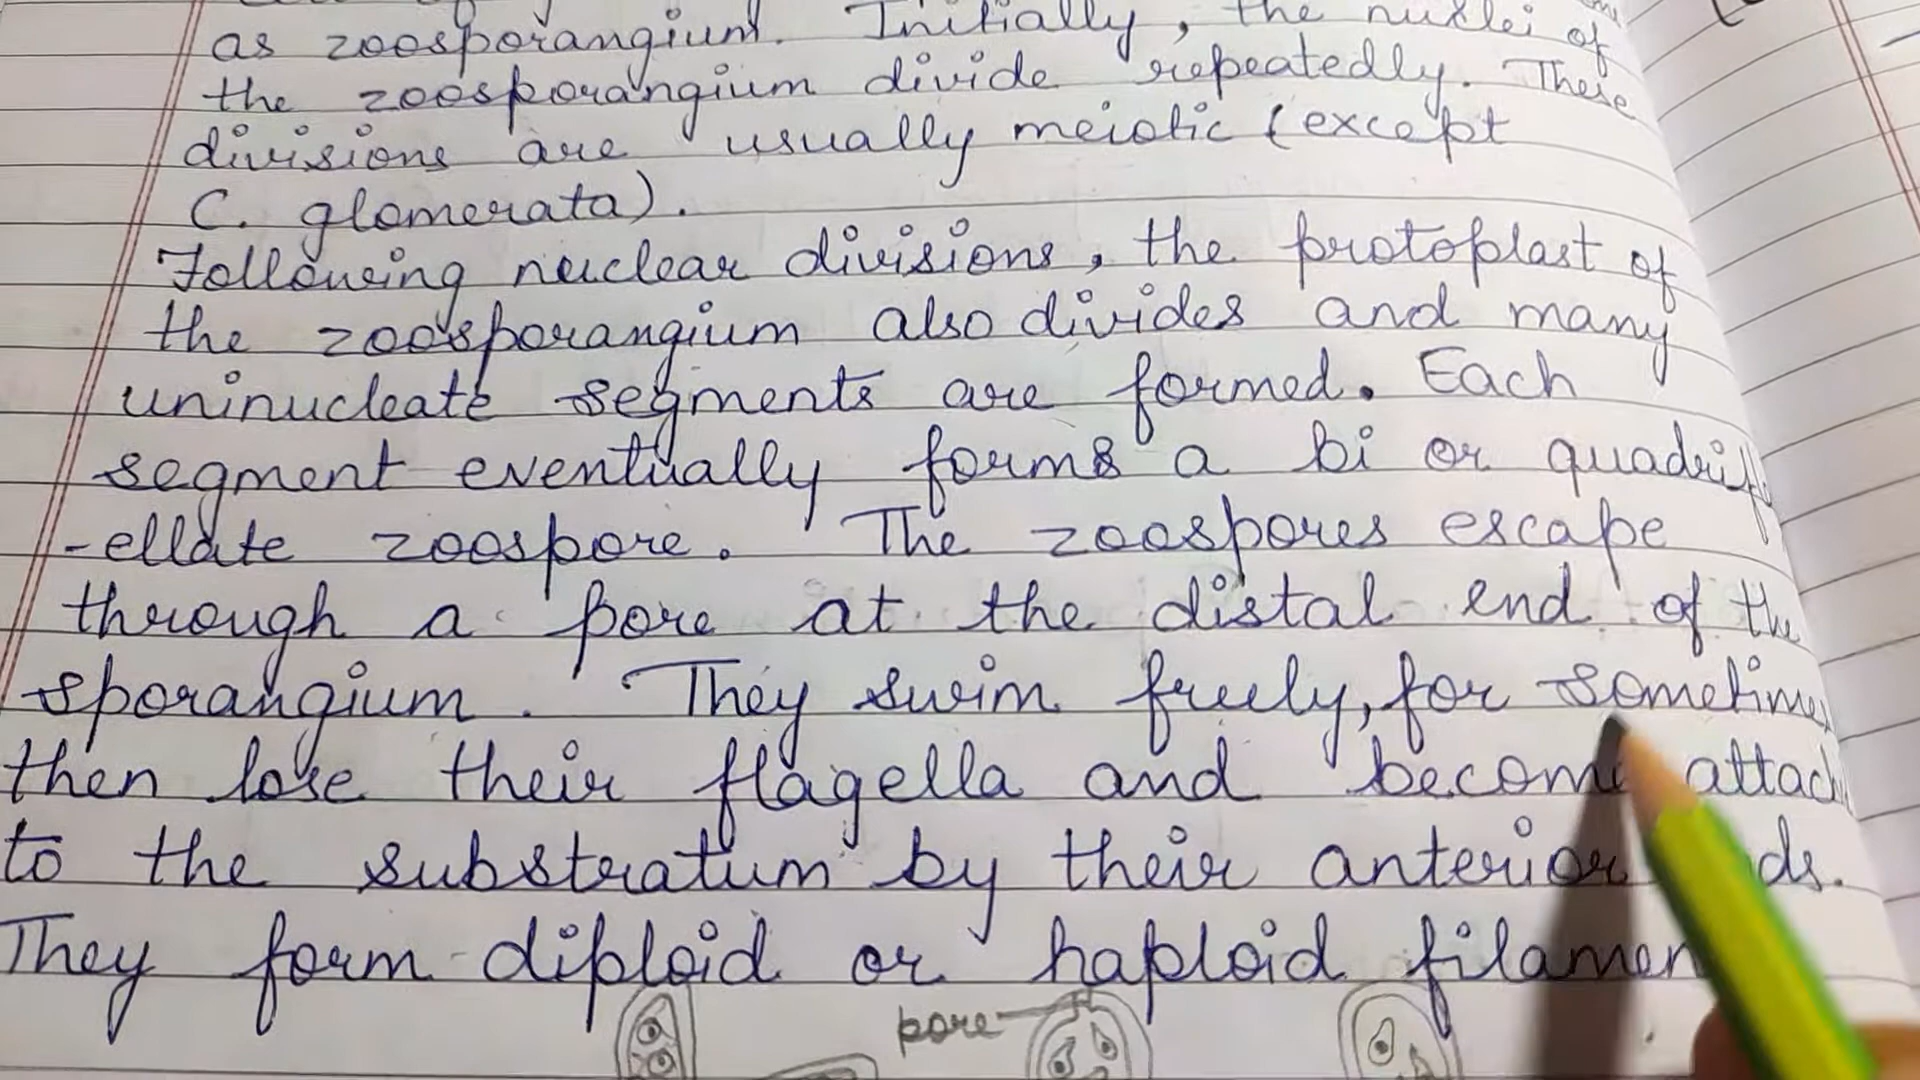 as zoosporangium. Initially, the nuclei of
the zoosporangium divide repeatedly. These
divisions are usually meiotic (except
C. glomerata).
Following nuclear divisions, the protoplast of
the zoosporangium also divides and many
uninucleate segments are formed. Each
segment eventually forms a bi or quadrifl
-ellate zoospore. The zoospores escape
through a pore at the distal end of the
sporangium. They swim freely, for sometimes
then lose their flagella and become attach
to the substratum by their anterior ds.
They form diploid or haploid filamen
pore